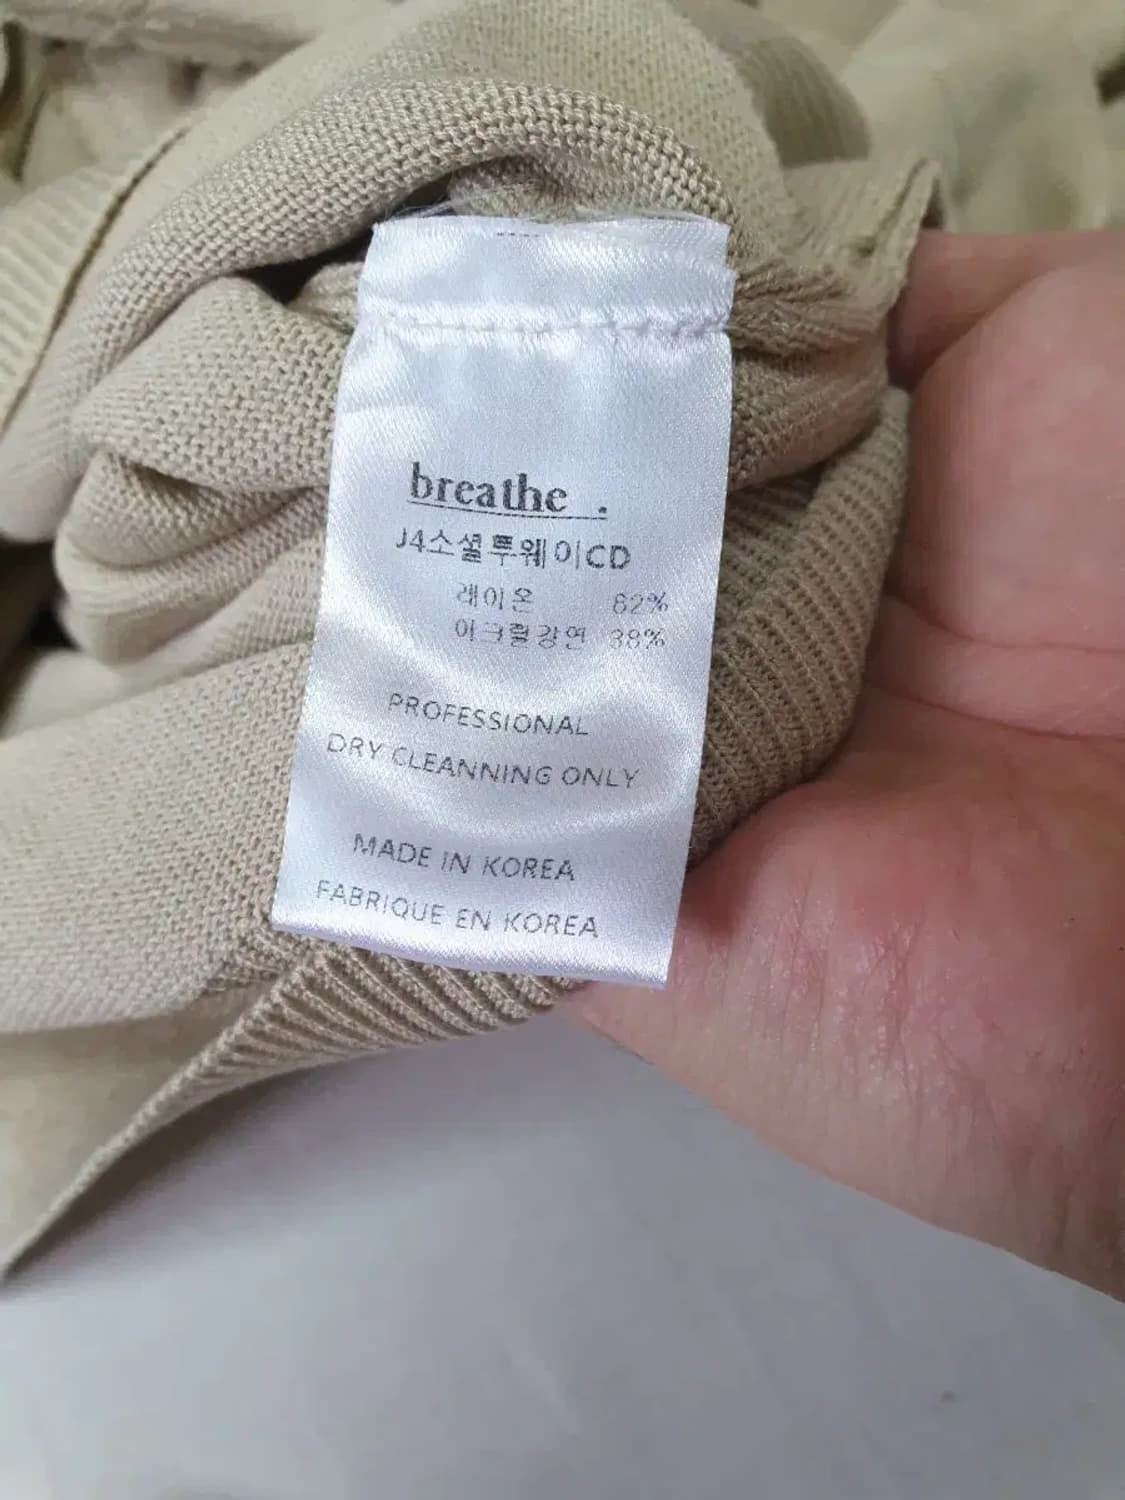 breathe .
J4소셜투웨이CD
레이온 62%
아크릴강연 38%
PROFESSIONAL
DRY CLEANNING ONLY
MADE IN KOREA
FABRIQUE EN KOREA